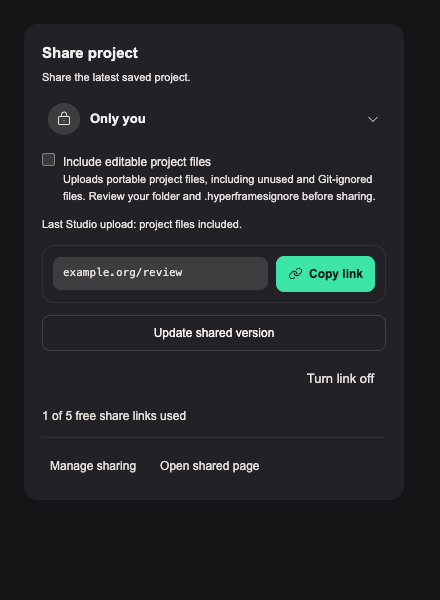 Share project
Share the latest saved project.
Only you
Include editable project files
Uploads portable project files, including unused and Git-ignored
files. Review your folder and .hyperframesignore before sharing.
Last Studio upload: project files included.
example.org/review
Copy link
Update shared version
Turn link off
1 of 5 free share links used
Manage sharing
Open shared page